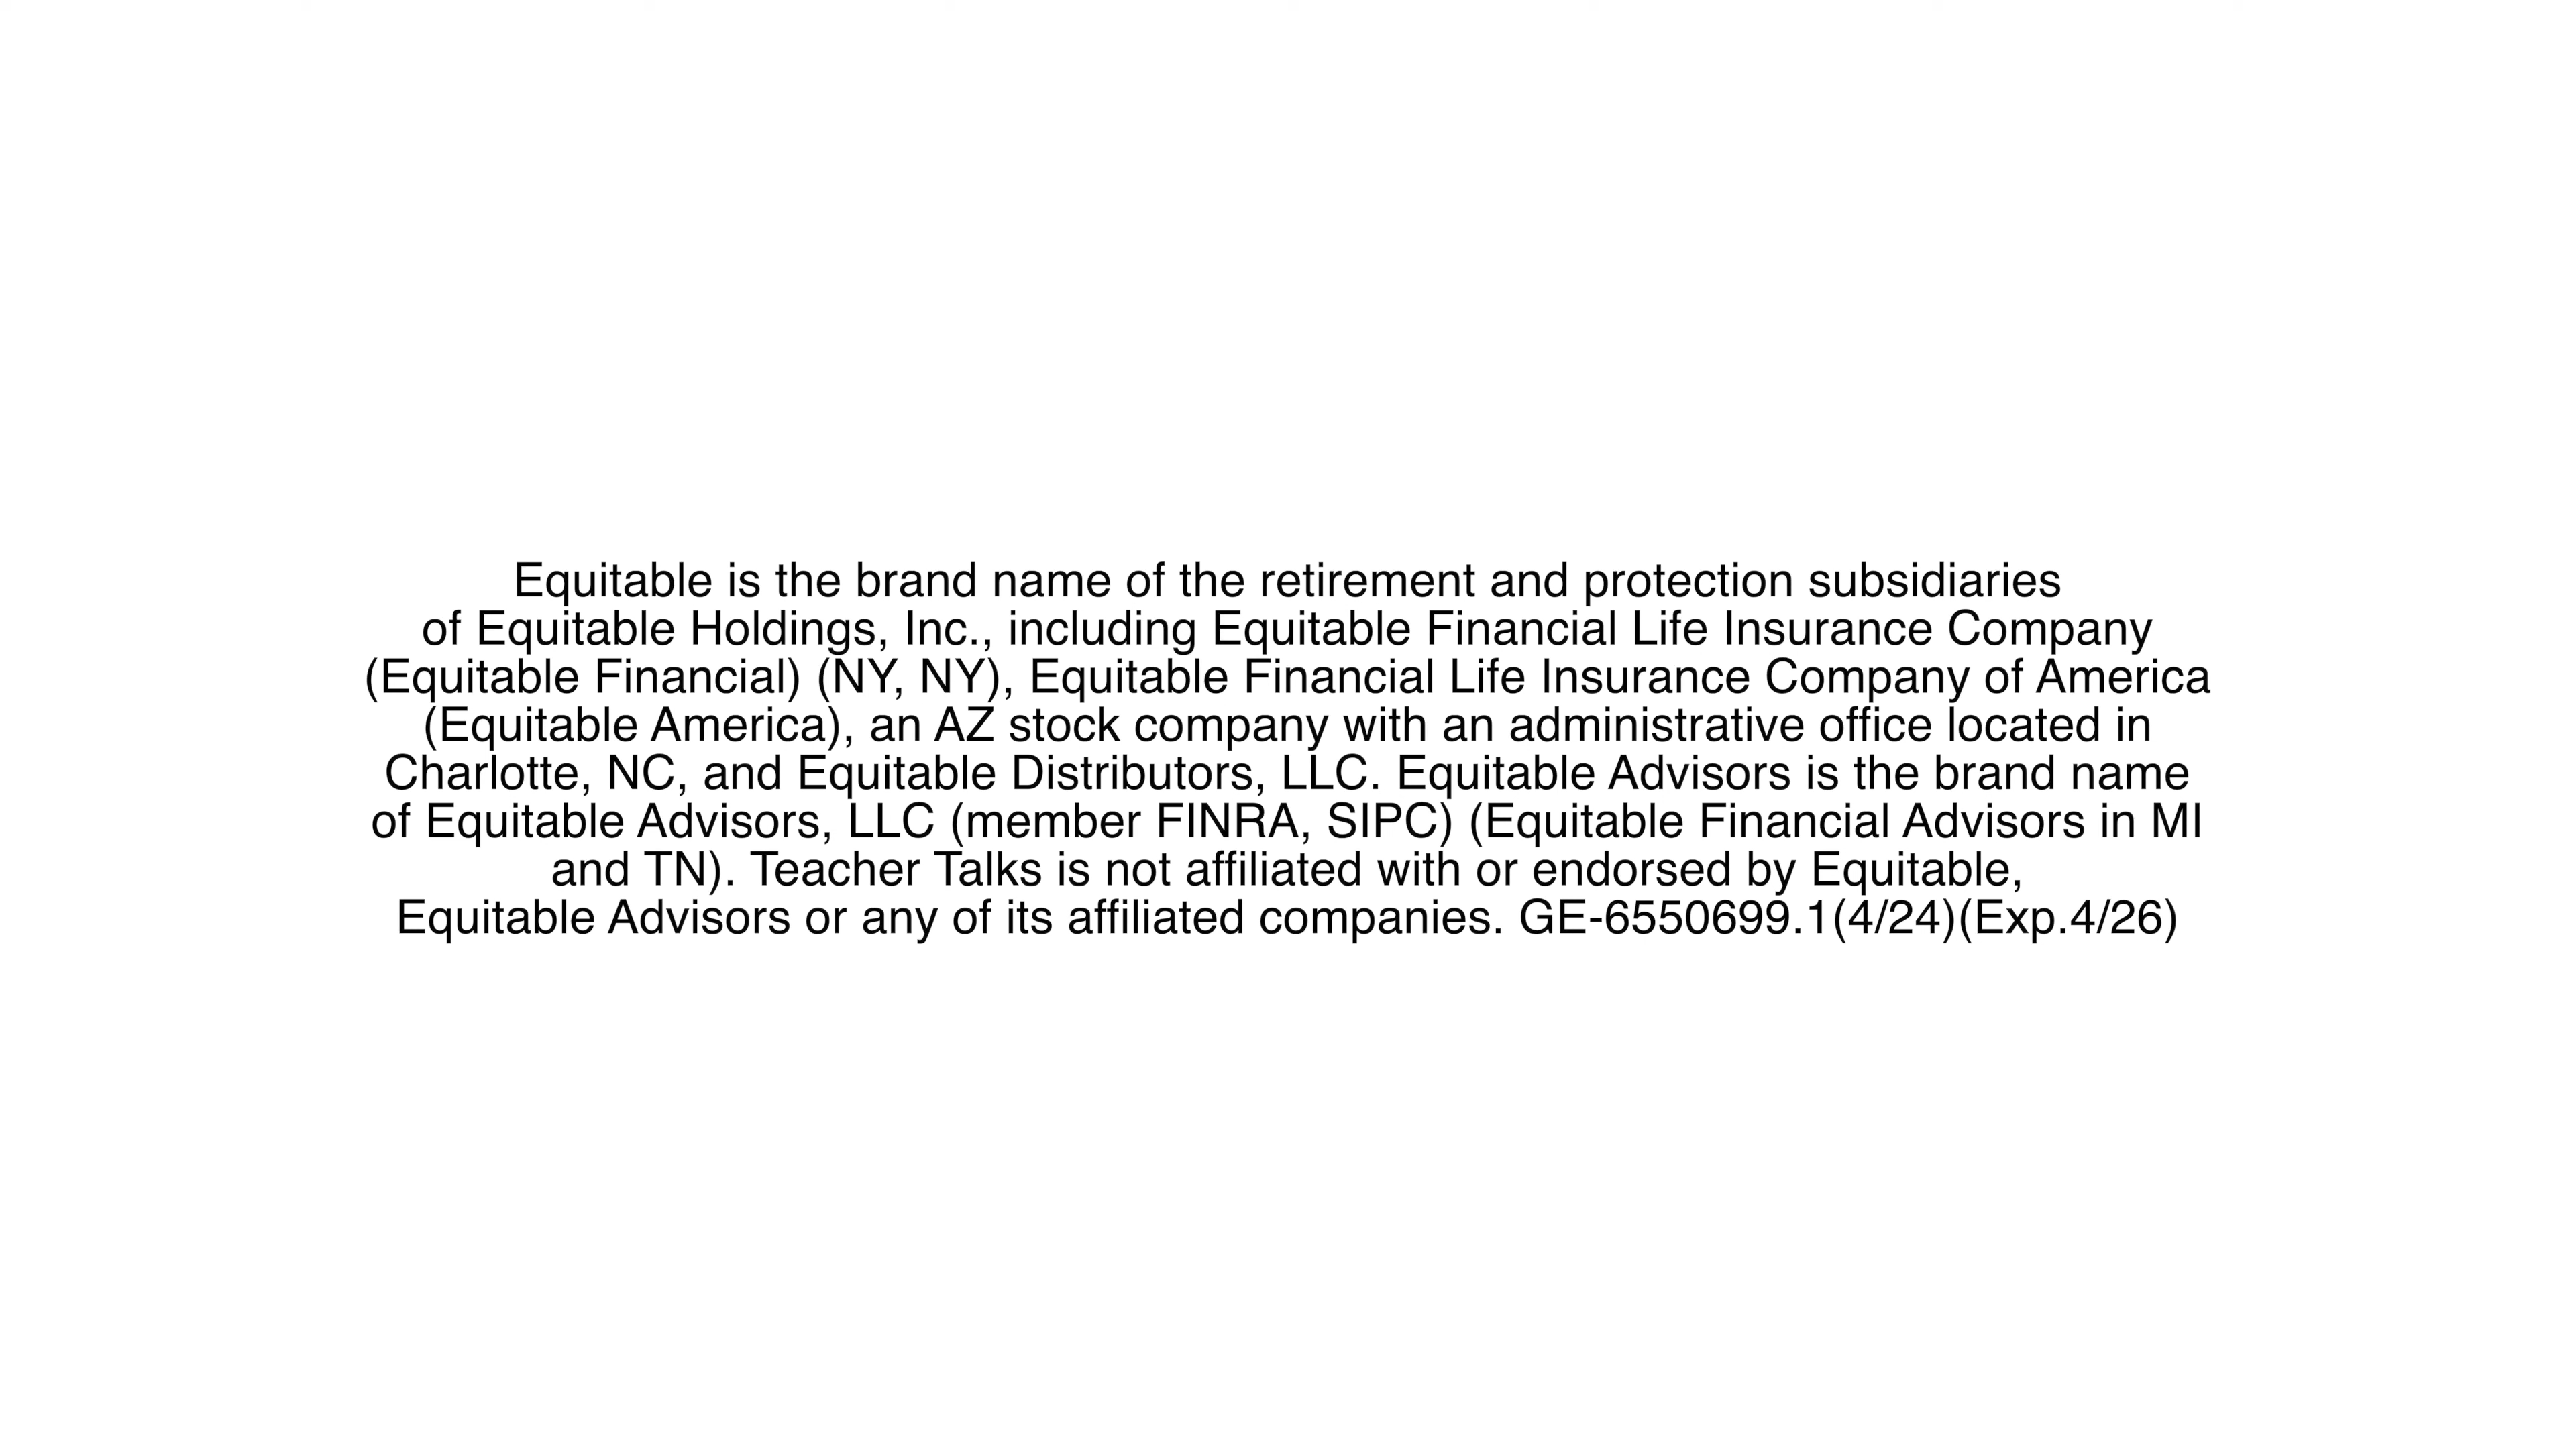 Equitable is the brand name of the retirement and protection subsidiaries
of Equitable Holdings, Inc., including Equitable Financial Life Insurance Company
(Equitable Financial) (NY, NY), Equitable Financial Life Insurance Company of America
(Equitable America), an AZ stock company with an administrative office located in
Charlotte, NC, and Equitable Distributors, LLC. Equitable Advisors is the brand name
of Equitable Advisors, LLC (member FINRA, SIPC) (Equitable Financial Advisors in MI
and TN). Teacher Talks is not affiliated with or endorsed by Equitable,
Equitable Advisors or any of its affiliated companies. GE-6550699.1(4/24)(Exp.4/26)